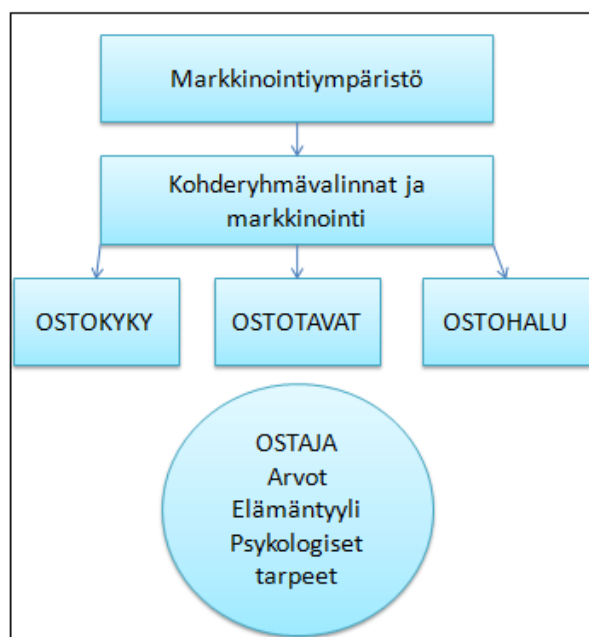 Markkinointiympäristö
Kohderyhmävalinnat ja
markkinointi
OSTOKYKY
OSTOTAVAT
OSTOHALU
OSTAJA
Arvot
Elämäntyyli
Psykologiset
tarpeet